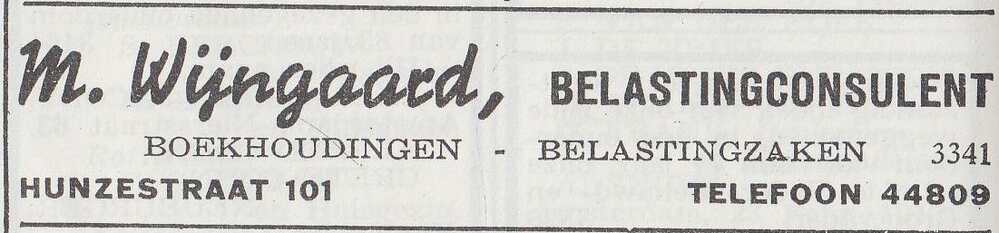 M. Wijngaard, BELASTINGCONSULENT
BOEKHOUDINGEN - BELASTINGZAKEN 3341
HUNZESTRAAT 101 TELEFOON 44809